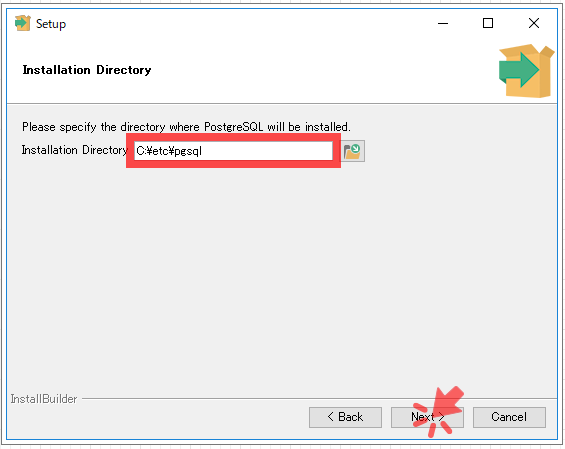 Setup
Installation Directory
Please specify the directory where PostgreSQL will be installed.
Installation Directory C:¥etc¥pgsql
InstallBuilder
< Back Next > Cancel